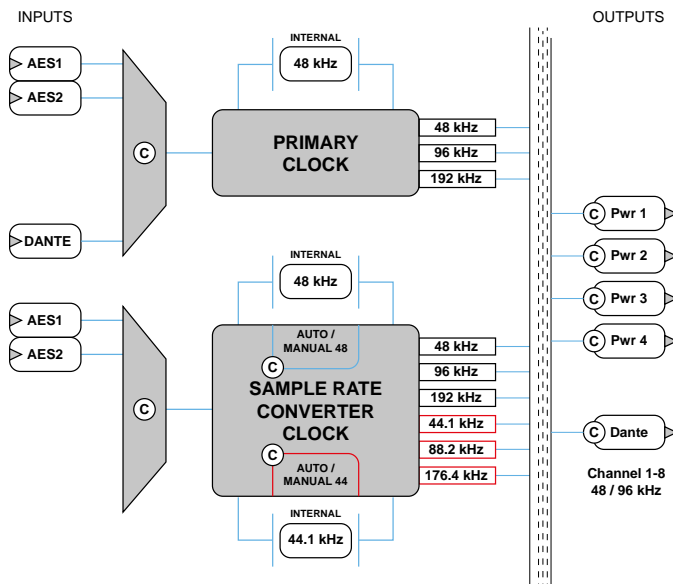 INPUTS
OUTPUTS
AES1
AES2
DANTE
C
INTERNAL
48 kHz
PRIMARY
CLOCK
48 kHz
96 kHz
192 kHz
AES1
AES2
C
INTERNAL
48 kHz
AUTO /
MANUAL 48
C
SAMPLE RATE
CONVERTER
CLOCK
C
AUTO /
MANUAL 44
INTERNAL
44.1 kHz
48 kHz
96 kHz
192 kHz
44.1 kHz
88.2 kHz
176.4 kHz
C Pwr 1
C Pwr 2
C Pwr 3
C Pwr 4
C Dante
Channel 1-8
48 / 96 kHz